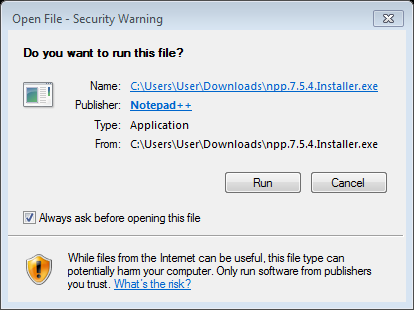 Open File - Security Warning
Do you want to run this file?
Name: C:\Users\User\Downloads\npp.7.5.4.Installer.exe
Publisher: Notepad++
Type: Application
From: C:\Users\User\Downloads\npp.7.5.4.Installer.exe
Run Cancel
Always ask before opening this file
While files from the Internet can be useful, this file type can
potentially harm your computer. Only run software from publishers
you trust. What's the risk?